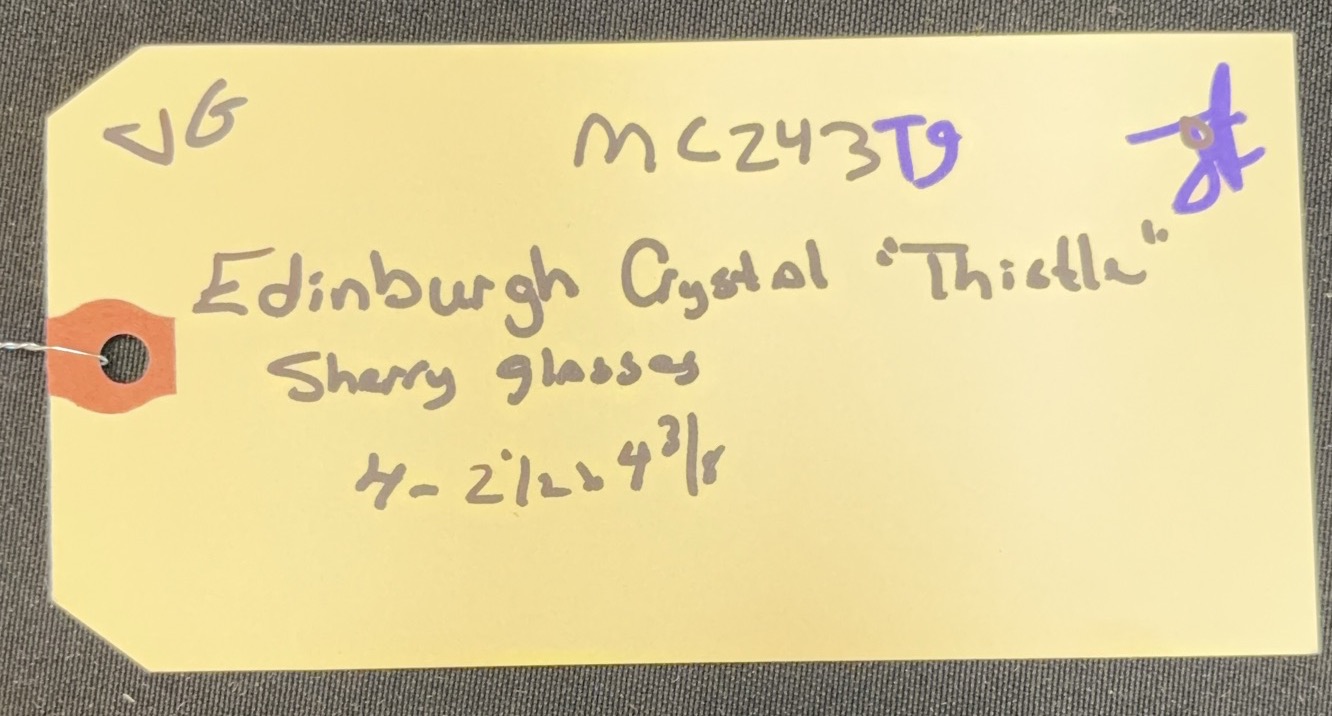 VG MC243TG
Edinburgh Crystal "Thistle"
Sherry glasses
4- 2 1/2 x 4 3/8